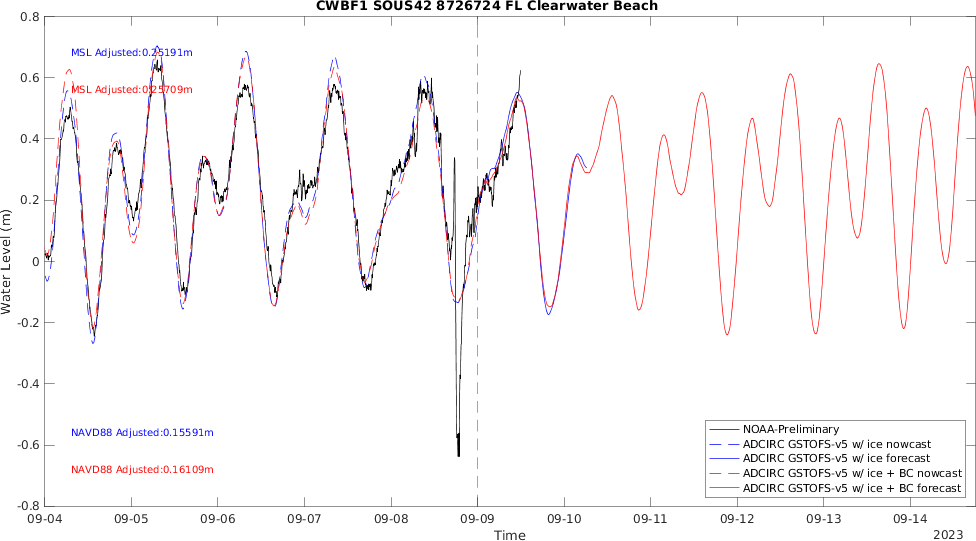 CWBF1 SOUS42 8726724 FL Clearwater Beach
0.8
0.6
0.4
0.2
0
-0.2
-0.4
-0.6
-0.8
Water Level (m)
MSL Adjusted:0.25191m
MSL Adjusted:0.25709m
NAVD88 Adjusted:0.15591m
NAVD88 Adjusted:0.16109m
NOAA-Preliminary
ADCIRC GSTOFS-v5 w/ ice nowcast
ADCIRC GSTOFS-v5 w/ ice forecast
ADCIRC GSTOFS-v5 w/ ice + BC nowcast
ADCIRC GSTOFS-v5 w/ ice + BC forecast
09-04 09-05 09-06 09-07 09-08 09-09 09-10 09-11 09-12 09-13 09-14
Time
2023